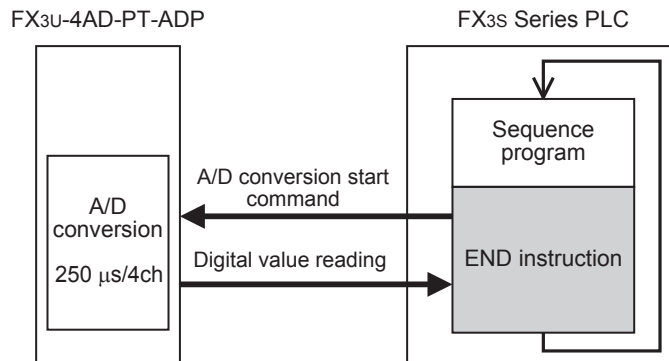 FX3U-4AD-PT-ADP
FX3S Series PLC
Sequence
program
A/D conversion start
command
A/D
conversion
250 μs/4ch
Digital value reading
END instruction